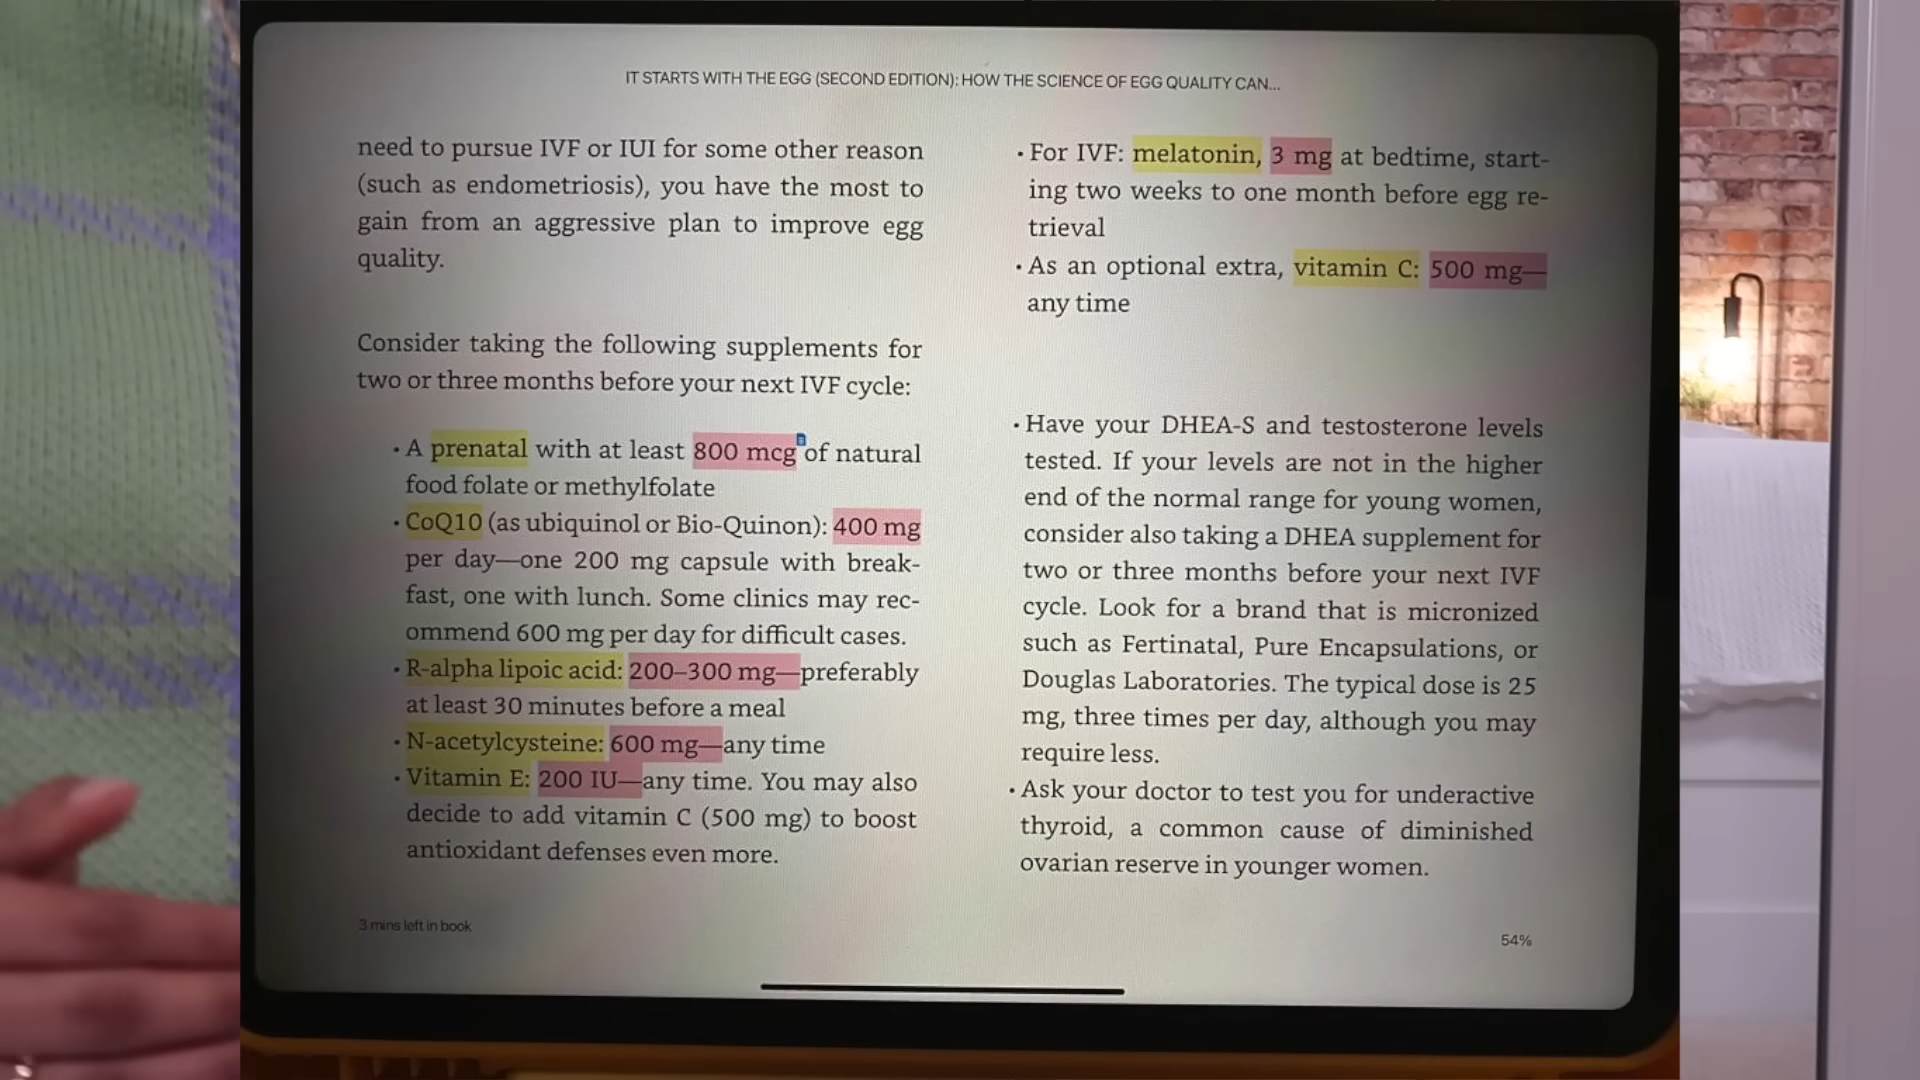 IT STARTS WITH THE EGG (SECOND EDITION): HOW THE SCIENCE OF EGG QUALITY CAN...
need to pursue IVF or IUI for some other reason
(such as endometriosis), you have the most to
gain from an aggressive plan to improve egg
quality.
Consider taking the following supplements for
two or three months before your next IVF cycle:
• A prenatal with at least 800 mcg of natural
food folate or methylfolate
• CoQ10 (as ubiquinol or Bio-Quinon): 400 mg
per day—one 200 mg capsule with break-
fast, one with lunch. Some clinics may rec-
ommend 600 mg per day for difficult cases.
• R-alpha lipoic acid: 200–300 mg—preferably
at least 30 minutes before a meal
• N-acetylcysteine: 600 mg—any time
• Vitamin E: 200 IU—any time. You may also
decide to add vitamin C (500 mg) to boost
antioxidant defenses even more.
• For IVF: melatonin, 3 mg at bedtime, start-
ing two weeks to one month before egg re-
trieval
• As an optional extra, vitamin C: 500 mg—
any time
• Have your DHEA-S and testosterone levels
tested. If your levels are not in the higher
end of the normal range for young women,
consider also taking a DHEA supplement for
two or three months before your next IVF
cycle. Look for a brand that is micronized
such as Fertinatal, Pure Encapsulations, or
Douglas Laboratories. The typical dose is 25
mg, three times per day, although you may
require less.
• Ask your doctor to test you for underactive
thyroid, a common cause of diminished
ovarian reserve in younger women.
3 mins left in book
54%